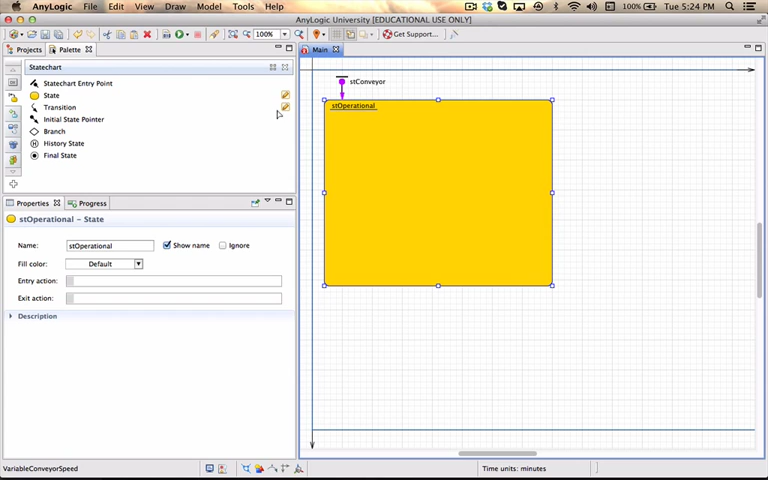 AnyLogic File Edit View Draw Model Tools Help 100% Tue 5:24 PM
AnyLogic University [EDUCATIONAL USE ONLY]
100% Get Support...
Projects Palette Main
Statechart
Statechart Entry Point
State
Transition
Initial State Pointer
Branch
History State
Final State
stConveyor
stOperational
Properties Progress
stOperational - State
Name: stOperational Show name Ignore
Fill color: Default
Entry action:
Exit action:
Description
VariableConveyorSpeed Time units: minutes